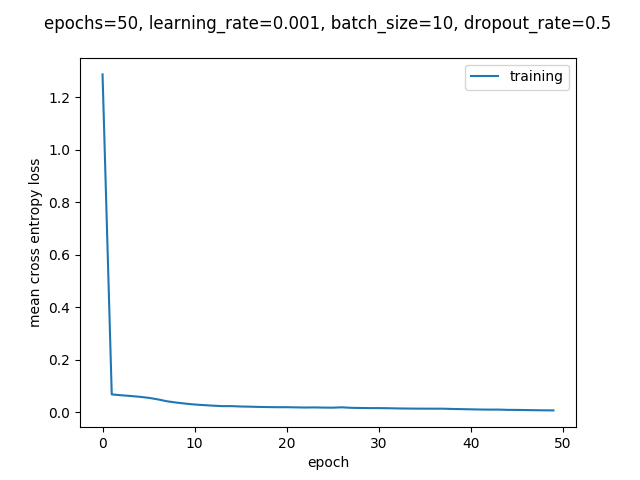 epochs=50, learning_rate=0.001, batch_size=10, dropout_rate=0.5
training
mean cross entropy loss
1.2
1.0
0.8
0.6
0.4
0.2
0.0
0 10 20 30 40 50
epoch